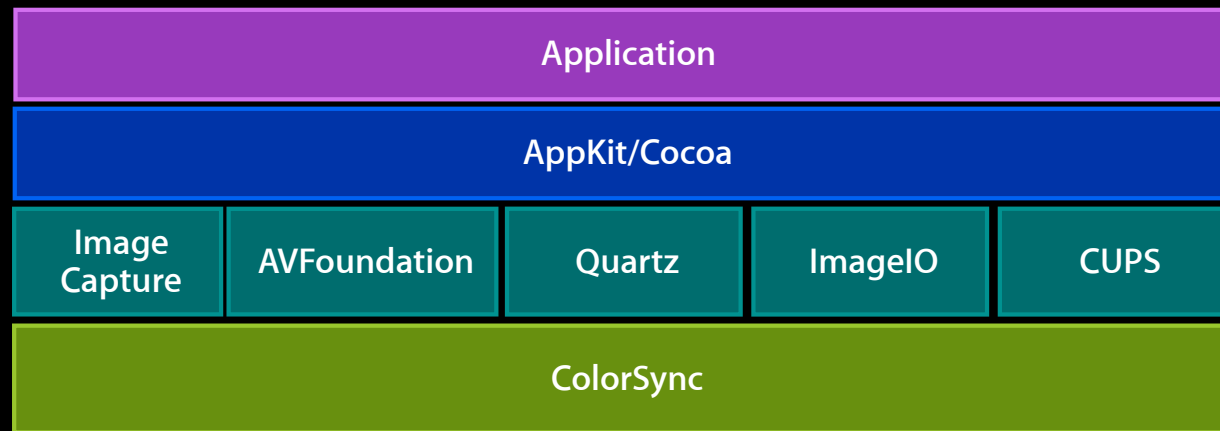 Application
AppKit/Cocoa
Image
Capture
AVFoundation
Quartz
ImageIO
CUPS
ColorSync